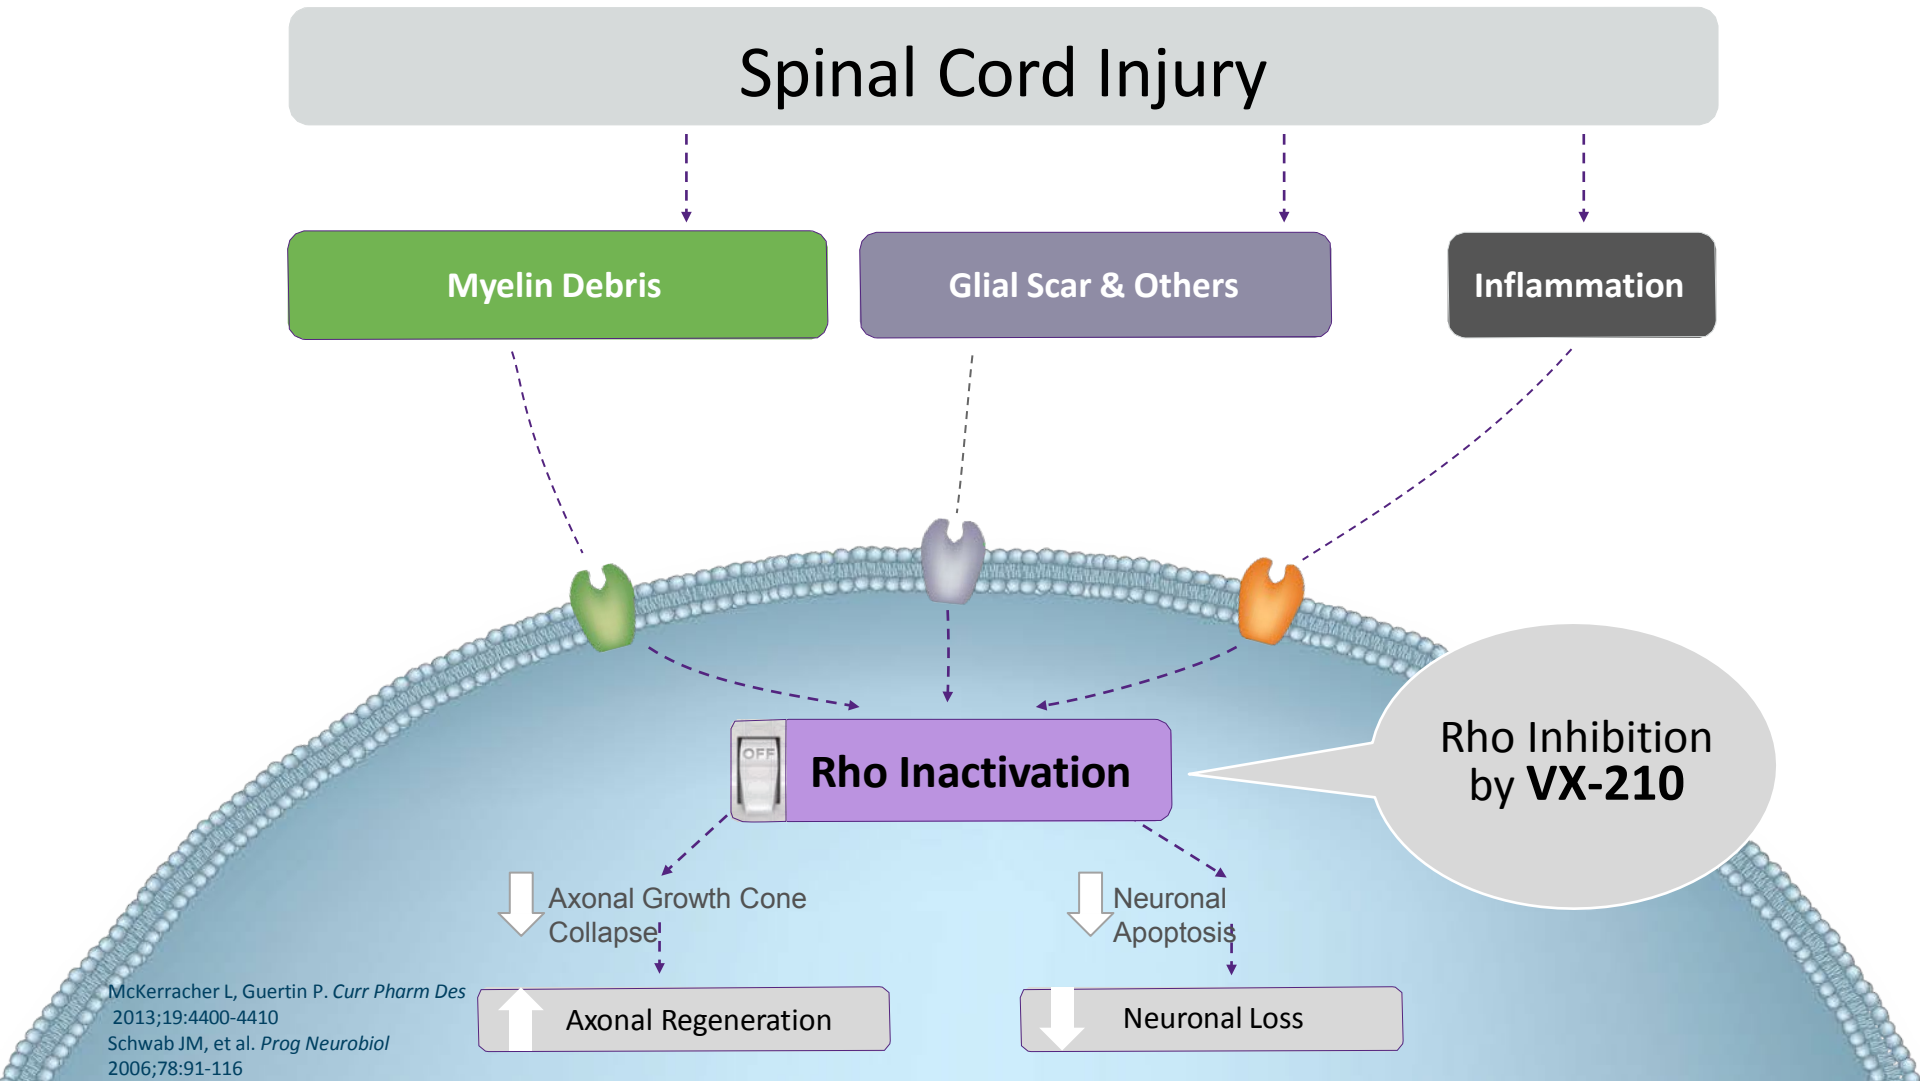 Spinal Cord Injury
Myelin Debris
Glial Scar & Others
Inflammation
OFF
Rho Inactivation
Rho Inhibition
by VX-210
Axonal Growth Cone
Collapse
Neuronal
Apoptosis
Axonal Regeneration
Neuronal Loss
McKerracher L, Guertin P. Curr Pharm Des
2013;19:4400-4410
Schwab JM, et al. Prog Neurobiol
2006;78:91-116